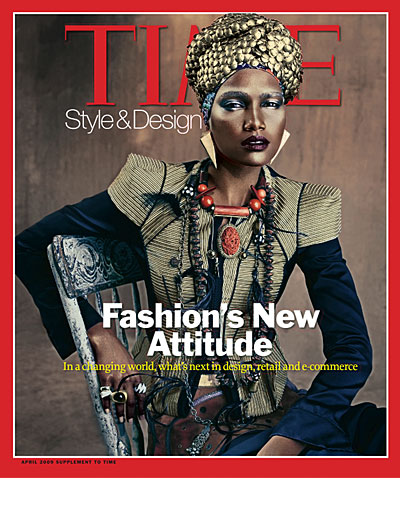 TIME
Style & Design
Fashion's New
Attitude
In a changing world, what's next in design, retail and e-commerce
APRIL 2009 SUPPLEMENT TO TIME